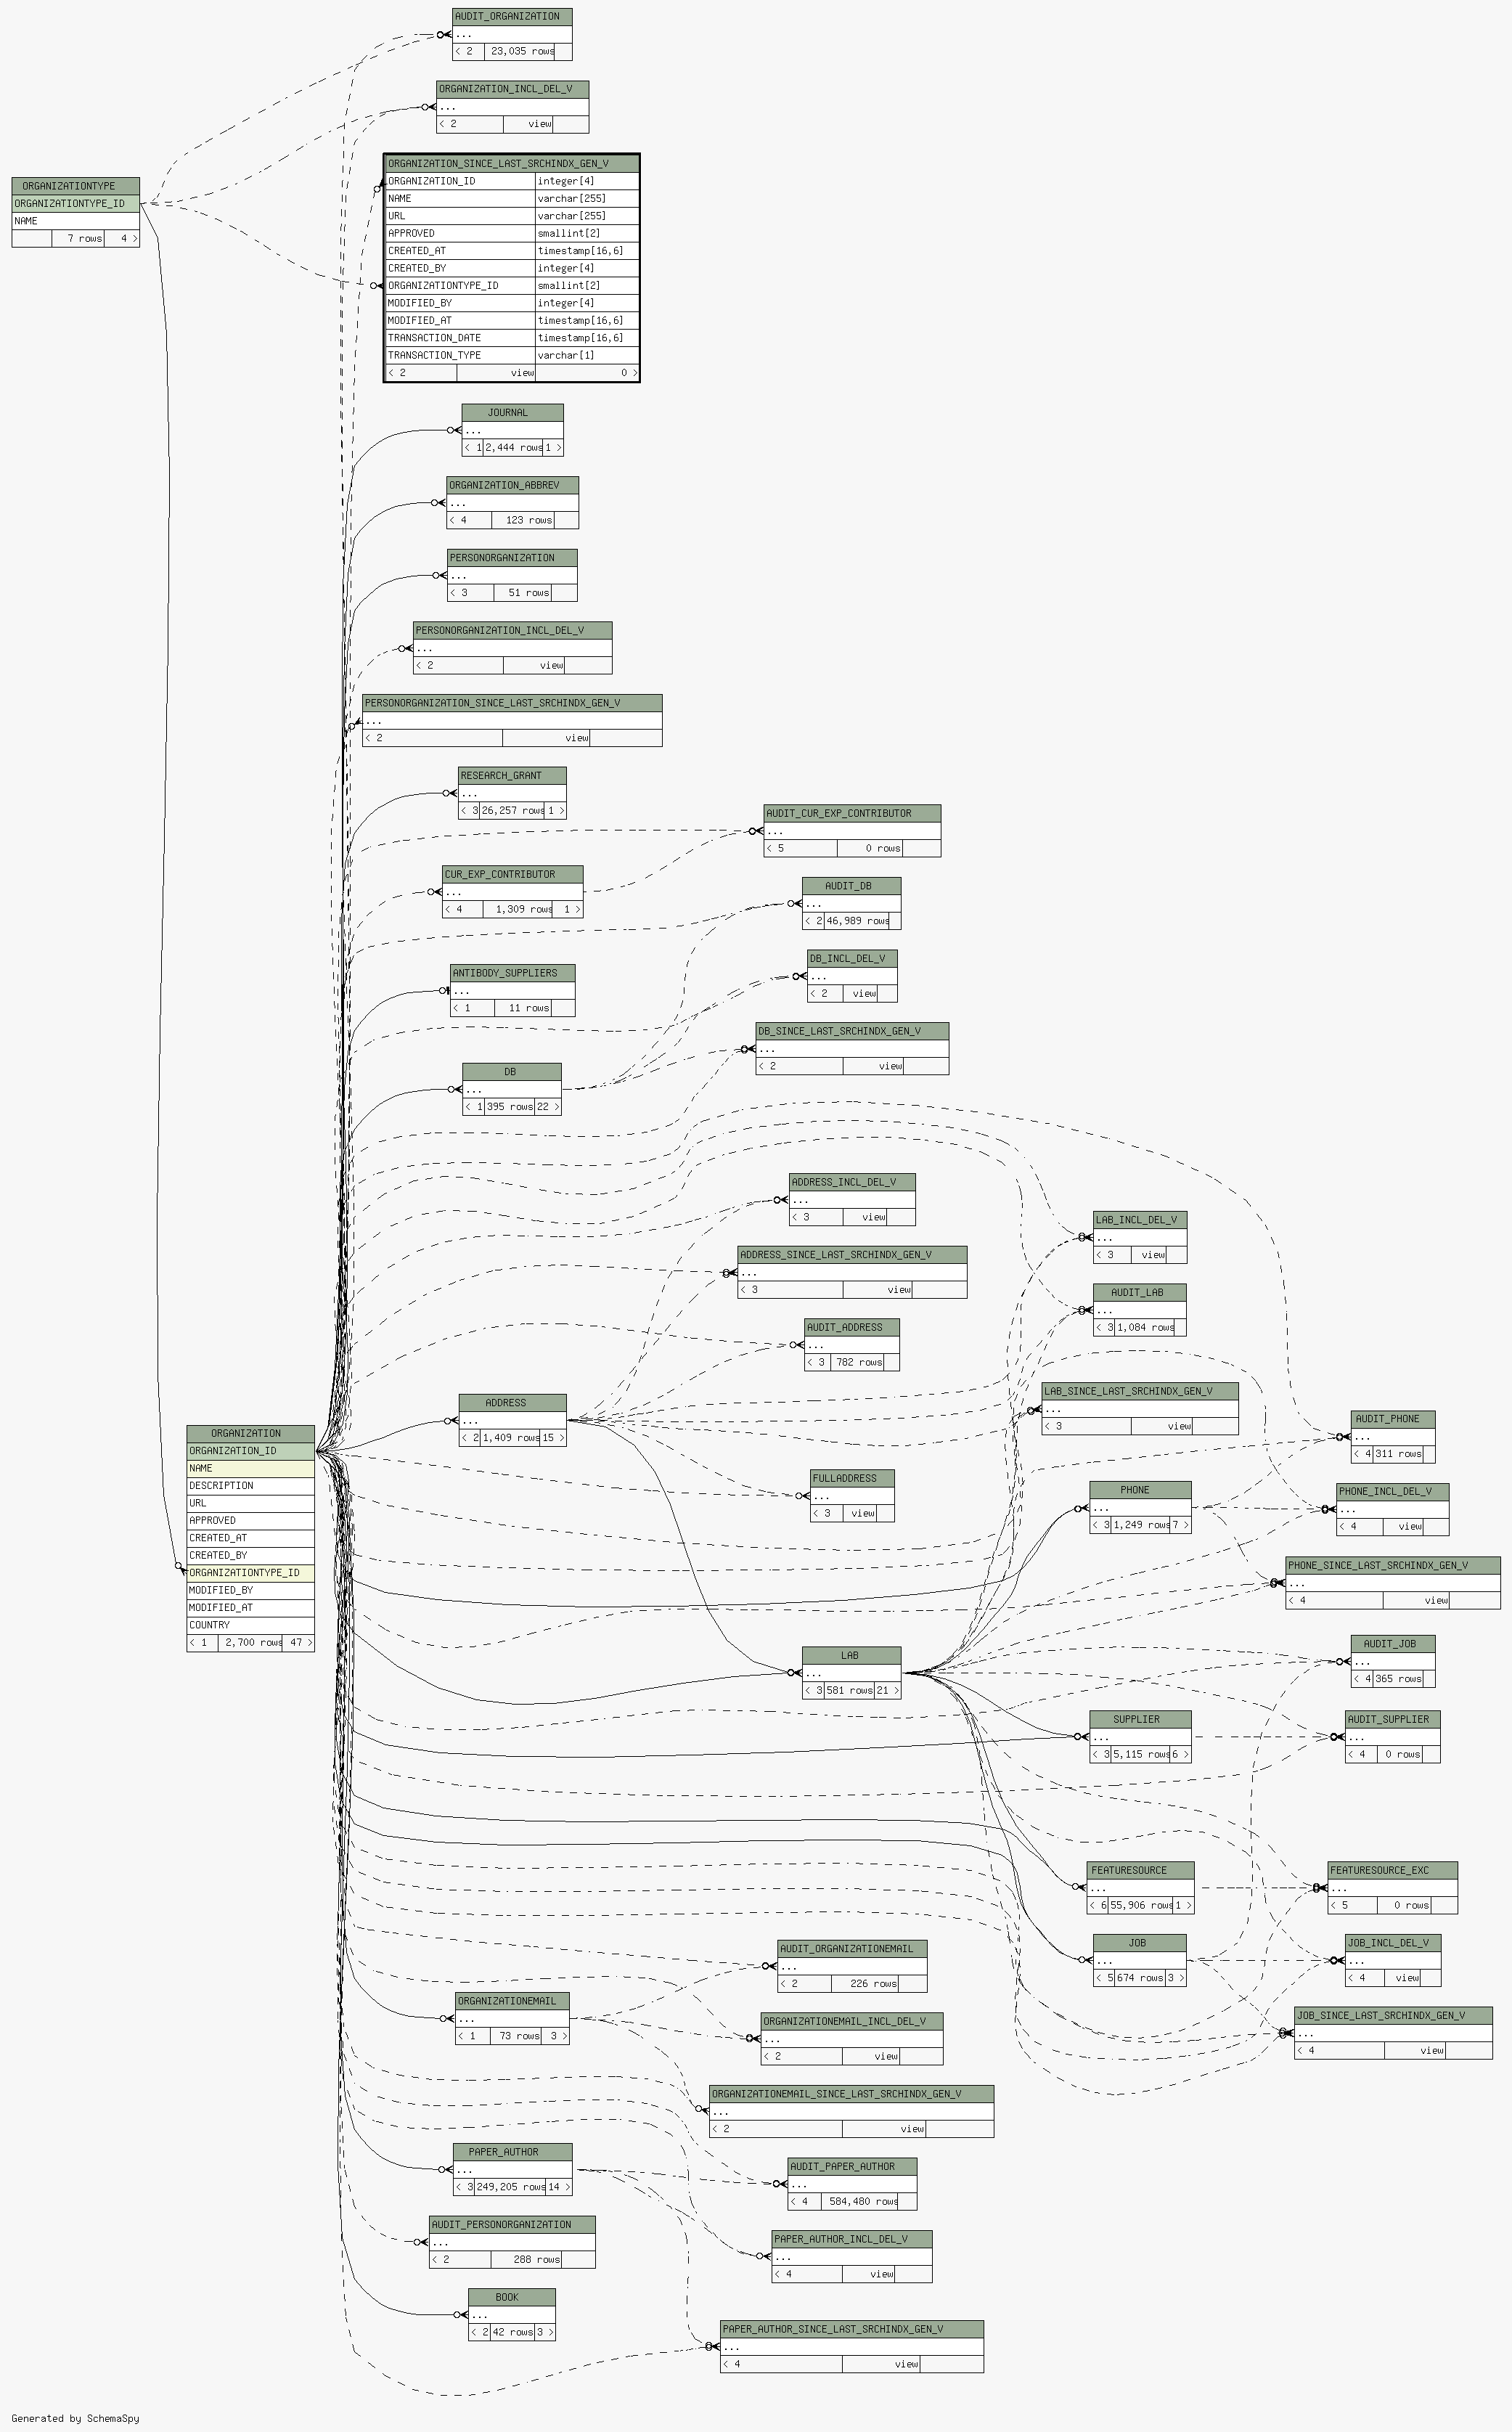 AUDIT_ORGANIZATION
...
< 2 23,035 rows
ORGANIZATION_INCL_DEL_V
...
< 2 view
ORGANIZATION_SINCE_LAST_SRCHINDX_GEN_V
ORGANIZATION_ID integer[4]
NAME varchar[255]
URL varchar[255]
APPROVED smallint[2]
CREATED_AT timestamp[16,6]
CREATED_BY integer[4]
ORGANIZATIONTYPE_ID smallint[2]
MODIFIED_BY integer[4]
MODIFIED_AT timestamp[16,6]
TRANSACTION_DATE timestamp[16,6]
TRANSACTION_TYPE varchar[1]
< 2 view 0 >
ORGANIZATIONTYPE
ORGANIZATIONTYPE_ID
NAME
7 rows 4 >
JOURNAL
...
< 1 2,444 rows 1 >
ORGANIZATION_ABBREV
...
< 4 123 rows
PERSONORGANIZATION
...
< 3 51 rows
PERSONORGANIZATION_INCL_DEL_V
...
< 2 view
PERSONORGANIZATION_SINCE_LAST_SRCHINDX_GEN_V
...
< 2 view
RESEARCH_GRANT
...
< 3 26,257 rows 1 >
AUDIT_CUR_EXP_CONTRIBUTOR
...
< 5 0 rows
CUR_EXP_CONTRIBUTOR
...
< 4 1,309 rows 1 >
AUDIT_DB
...
< 2 46,989 rows
ANTIBODY_SUPPLIERS
...
< 1 11 rows
DB_INCL_DEL_V
...
< 2 view
DB_SINCE_LAST_SRCHINDX_GEN_V
...
< 2 view
DB
...
< 1 395 rows 22 >
ADDRESS_INCL_DEL_V
...
< 3 view
LAB_INCL_DEL_V
...
< 3 view
ADDRESS_SINCE_LAST_SRCHINDX_GEN_V
...
< 3 view
AUDIT_LAB
...
< 3 1,084 rows
AUDIT_ADDRESS
...
< 3 782 rows
LAB_SINCE_LAST_SRCHINDX_GEN_V
...
< 3 view
ADDRESS
...
< 2 1,409 rows 15 >
AUDIT_PHONE
...
< 4 311 rows
ORGANIZATION
ORGANIZATION_ID
NAME
DESCRIPTION
URL
APPROVED
CREATED_AT
CREATED_BY
ORGANIZATIONTYPE_ID
MODIFIED_BY
MODIFIED_AT
COUNTRY
< 1 2,700 rows 47 >
FULLADDRESS
...
< 3 view
PHONE
...
< 3 1,249 rows 7 >
PHONE_INCL_DEL_V
...
< 4 view
PHONE_SINCE_LAST_SRCHINDX_GEN_V
...
< 4 view
LAB
...
< 3 581 rows 21 >
AUDIT_JOB
...
< 4 365 rows
SUPPLIER
...
< 3 5,115 rows 6 >
AUDIT_SUPPLIER
...
< 4 0 rows
FEATURESOURCE
...
< 6 55,906 rows 1 >
FEATURESOURCE_EXC
...
< 5 0 rows
JOB
...
< 5 674 rows 3 >
JOB_INCL_DEL_V
...
< 4 view
JOB_SINCE_LAST_SRCHINDX_GEN_V
...
< 4 view
AUDIT_ORGANIZATIONEMAIL
...
< 2 226 rows
ORGANIZATIONEMAIL
...
< 1 73 rows 3 >
ORGANIZATIONEMAIL_INCL_DEL_V
...
< 2 view
ORGANIZATIONEMAIL_SINCE_LAST_SRCHINDX_GEN_V
...
< 2 view
PAPER_AUTHOR
...
< 3 249,205 rows 14 >
AUDIT_PAPER_AUTHOR
...
< 4 584,480 rows
AUDIT_PERSONORGANIZATION
...
< 2 288 rows
PAPER_AUTHOR_INCL_DEL_V
...
< 4 view
BOOK
...
< 2 42 rows 3 >
PAPER_AUTHOR_SINCE_LAST_SRCHINDX_GEN_V
...
< 4 view
Generated by SchemaSpy